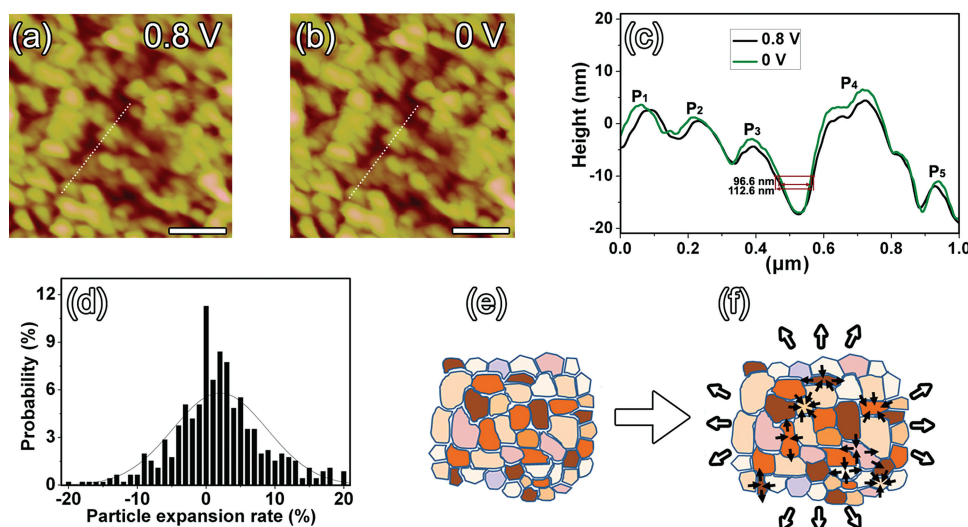 (a) 0.8 V
(b) 0 V
(c)
0.8 V
0 V
P1
P2
P3
P4
P5
96.6 nm
112.6 nm
Height (nm)
20
10
0
-10
-20
0.0 0.2 0.4 0.6 0.8 1.0
(μm)
(d)
Probability (%)
12
9
6
3
0
-20 -10 0 10 20
Particle expansion rate (%)
(e)
(f)